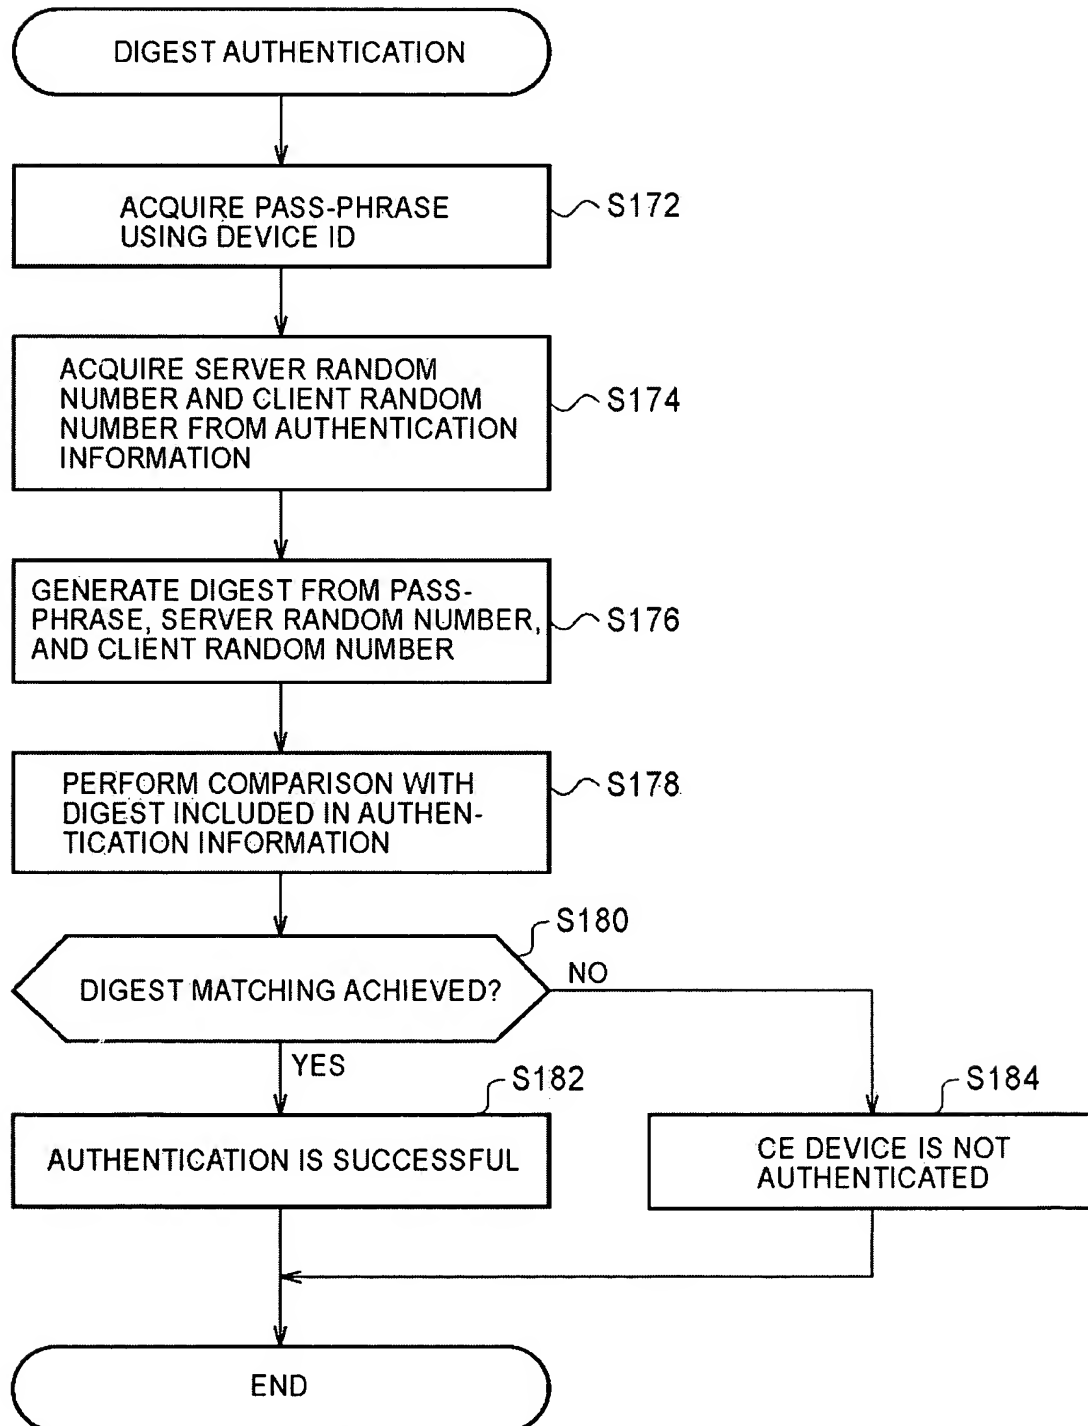 DIGEST AUTHENTICATION
ACQUIRE PASS-PHRASE
USING DEVICE ID
S172
ACQUIRE SERVER RANDOM
NUMBER AND CLIENT RANDOM
NUMBER FROM AUTHENTICATION
INFORMATION
S174
GENERATE DIGEST FROM PASS-
PHRASE, SERVER RANDOM NUMBER,
AND CLIENT RANDOM NUMBER
S176
PERFORM COMPARISON WITH
DIGEST INCLUDED IN AUTHEN-
TICATION INFORMATION
S178
S180
DIGEST MATCHING ACHIEVED?
NO
YES
S182
AUTHENTICATION IS SUCCESSFUL
S184
CE DEVICE IS NOT
AUTHENTICATED
END